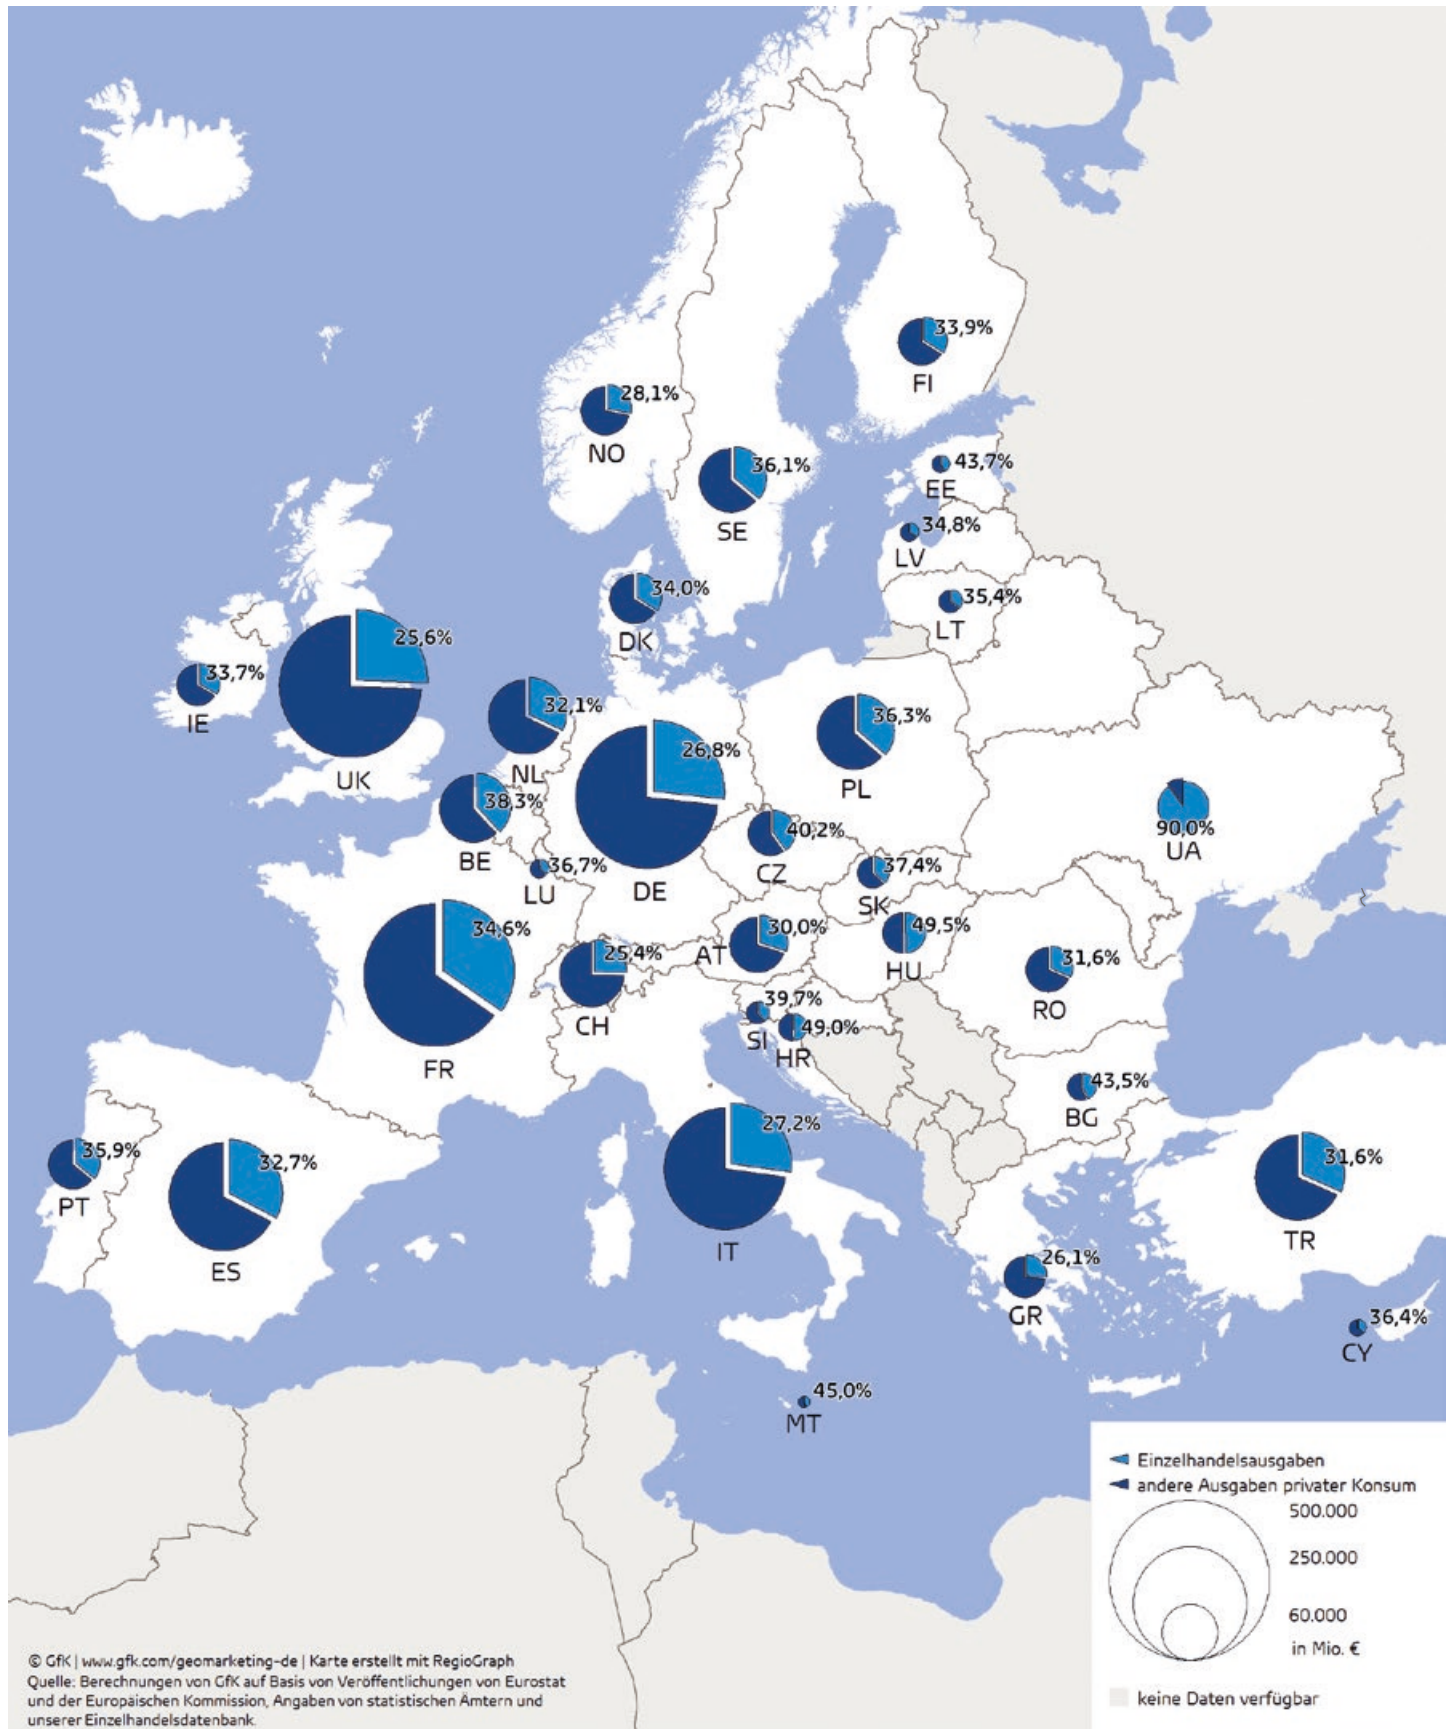 33,9%
FI
28,1%
NO
36,1%
SE
43,7%
EE
34,8%
LV
34,0%
DK
35,4%
LT
25,6%
UK
33,7%
IE
32,1%
NL
26,8%
DE
36,3%
PL
38,3%
BE
40,2%
CZ
90,0%
UA
36,7%
LU
37,4%
SK
34,6%
FR
30,0%
AT
49,5%
HU
25,4%
CH
31,6%
RO
39,7%
SI
49,0%
HR
43,5%
BG
35,9%
PT
32,7%
ES
27,2%
IT
31,6%
TR
26,1%
GR
36,4%
CY
45,0%
MT
Einzelhandelsausgaben
andere Ausgaben privater Konsum
500.000
250.000
60.000
in Mio. €
keine Daten verfügbar
© GfK | www.gfk.com/geomarketing-de | Karte erstellt mit RegioGraph
Quelle: Berechnungen von GfK auf Basis von Veröffentlichungen von Eurostat
und der Europäischen Kommission, Angaben von statistischen Ämtern und
unserer Einzelhandelsdatenbank.